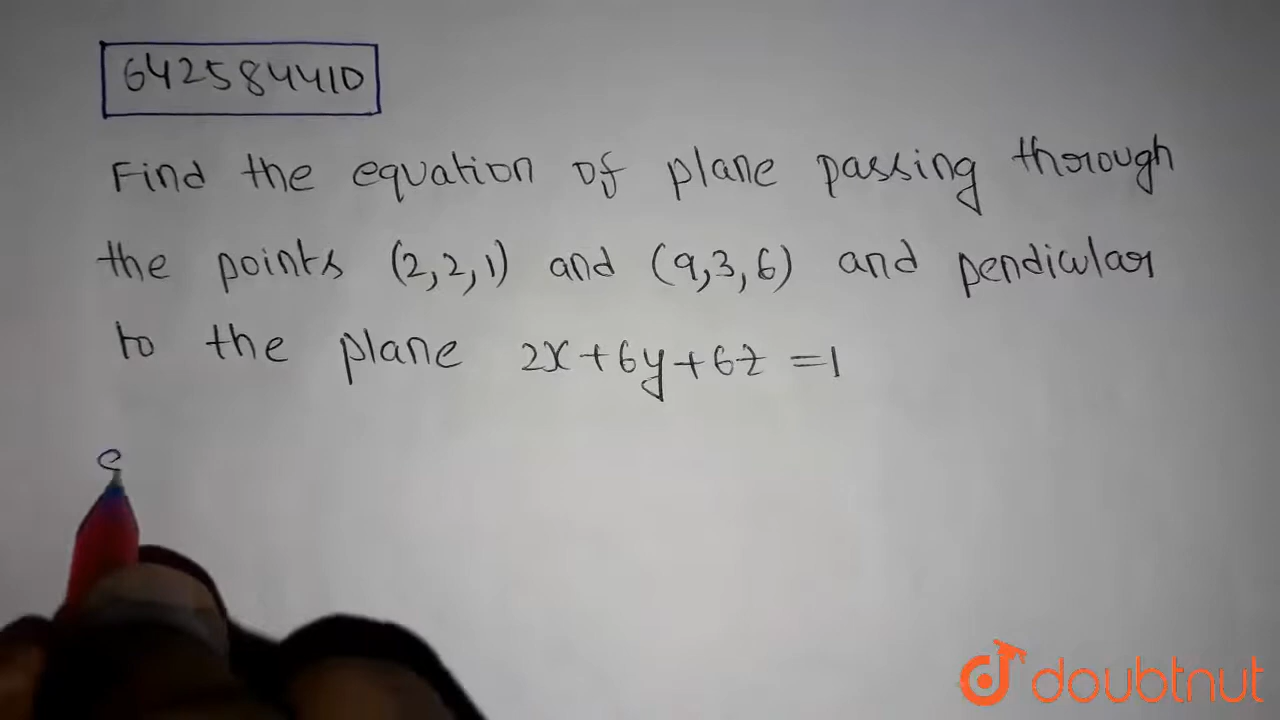 642584410
Find the equation of plane passing thorough
the points (2,2,1) and (9,3,6) and pendicular
to the plane 2x+6y+6z =1
doubtnut